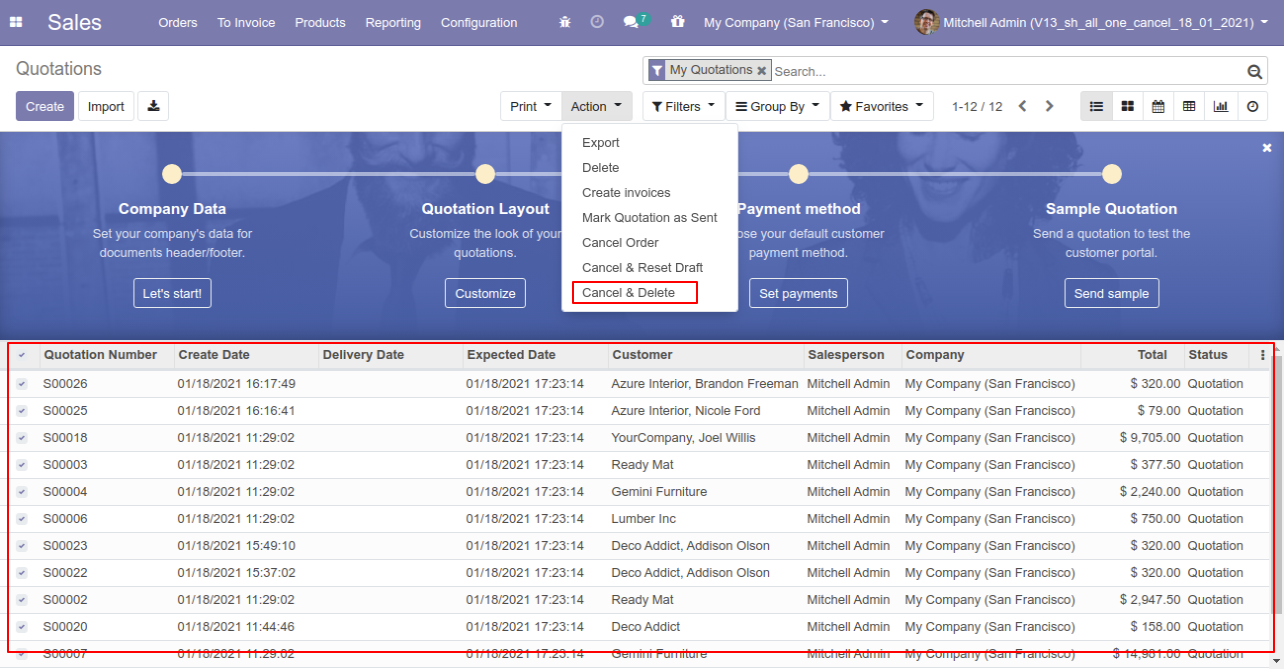 Sales Orders To Invoice Products Reporting Configuration 7 My Company (San Francisco) Mitchell Admin (V13_sh_all_one_cancel_18_01_2021)
Quotations My Quotations Search...
Create Import Print Action Filters Group By Favorites 1-12 / 12
Export
Delete
Create invoices
Mark Quotation as Sent
Cancel Order
Cancel & Reset Draft
Cancel & Delete
Company Data
Set your company's data for
documents header/footer.
Let's start!
Quotation Layout
Customize the look of your
quotations.
Customize
Payment method
ose your default customer
payment method.
Set payments
Sample Quotation
Send a quotation to test the
customer portal.
Send sample
Quotation Number Create Date Delivery Date Expected Date Customer Salesperson Company Total Status
S00026 01/18/2021 16:17:49 01/18/2021 17:23:14 Azure Interior, Brandon Freeman Mitchell Admin My Company (San Francisco) $ 320.00 Quotation
S00025 01/18/2021 16:16:41 01/18/2021 17:23:14 Azure Interior, Nicole Ford Mitchell Admin My Company (San Francisco) $ 79.00 Quotation
S00018 01/18/2021 11:29:02 01/18/2021 17:23:14 YourCompany, Joel Willis Mitchell Admin My Company (San Francisco) $ 9,705.00 Quotation
S00003 01/18/2021 11:29:02 01/18/2021 17:23:14 Ready Mat Mitchell Admin My Company (San Francisco) $ 377.50 Quotation
S00004 01/18/2021 11:29:02 01/18/2021 17:23:14 Gemini Furniture Mitchell Admin My Company (San Francisco) $ 2,240.00 Quotation
S00006 01/18/2021 11:29:02 01/18/2021 17:23:14 Lumber Inc Mitchell Admin My Company (San Francisco) $ 750.00 Quotation
S00023 01/18/2021 15:49:10 01/18/2021 17:23:14 Deco Addict, Addison Olson Mitchell Admin My Company (San Francisco) $ 320.00 Quotation
S00022 01/18/2021 15:37:02 01/18/2021 17:23:14 Deco Addict, Addison Olson Mitchell Admin My Company (San Francisco) $ 320.00 Quotation
S00002 01/18/2021 11:29:02 01/18/2021 17:23:14 Ready Mat Mitchell Admin My Company (San Francisco) $ 2,947.50 Quotation
S00020 01/18/2021 11:44:46 01/18/2021 17:23:14 Deco Addict Mitchell Admin My Company (San Francisco) $ 158.00 Quotation
S00007 01/18/2021 11:29:02 01/18/2021 17:23:14 Gemini Furniture Mitchell Admin My Company (San Francisco) $ 14,981.00 Quotation